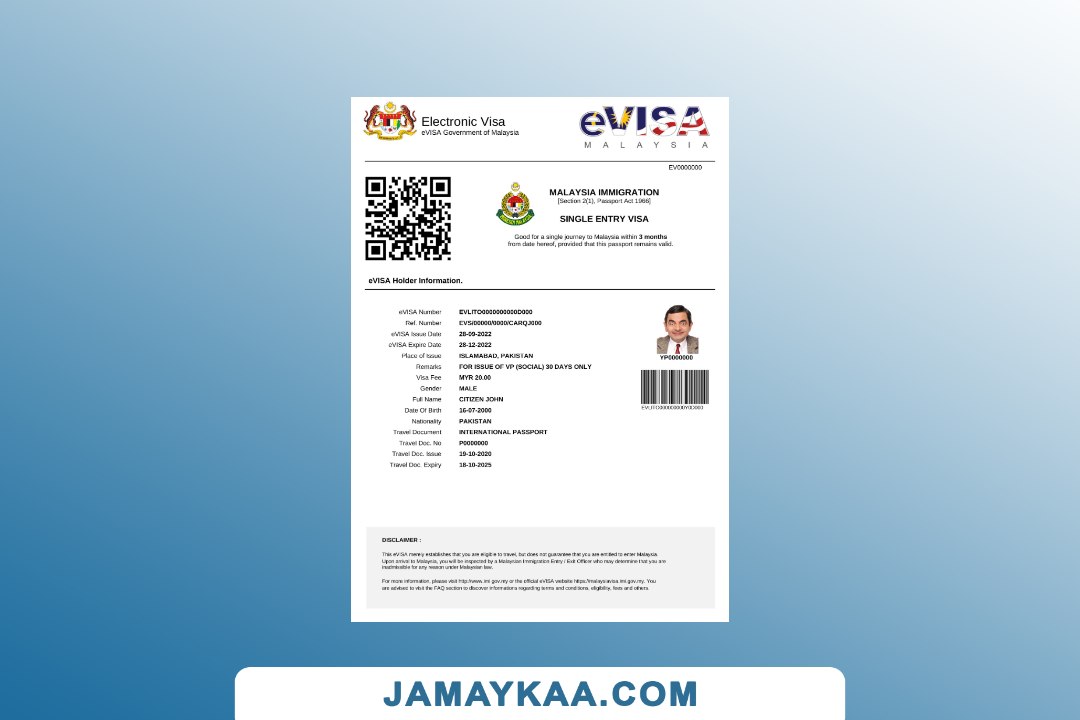 Electronic Visa
eVISA Government of Malaysia
eVISA
MALAYSIA
EV0000000
MALAYSIA IMMIGRATION
[Section 2(1), Passport Act 1966]
SINGLE ENTRY VISA
Good for a single journey to Malaysia within 3 months
from date hereof, provided that this passport remains valid.
eVISA Holder Information.
eVISA Number EVLITO0000000000D000
Ref. Number EVS/00000/0000/CARQJ000
eVISA Issue Date 28-09-2022
eVISA Expire Date 28-12-2022
Place of Issue ISLAMABAD, PAKISTAN
Remarks FOR ISSUE OF VP (SOCIAL) 30 DAYS ONLY
Visa Fee MYR 20.00
Gender MALE
Full Name CITIZEN JOHN
Date Of Birth 16-07-2000
Nationality PAKISTAN
Travel Document INTERNATIONAL PASSPORT
Travel Doc. No P0000000
Travel Doc. Issue 19-10-2020
Travel Doc. Expiry 18-10-2025
YP0000000
DISCLAIMER :
This eVISA merely establishes that you are eligible to travel, but does not guarantee that you are entitled to enter Malaysia.
Upon arrival to Malaysia, you will be inspected by a Malaysian Immigration Entry / Exit Officer who may determine that you are
inadmissible for any reason under Malaysian law.
For more information, please visit http://www.imi.gov.my or the official eVISA website https://malaysiavisa.imi.gov.my. You
are advised to visit the FAQ section to discover informations regarding terms and conditions, eligibility, fees and others.
JAMAYKAA.COM